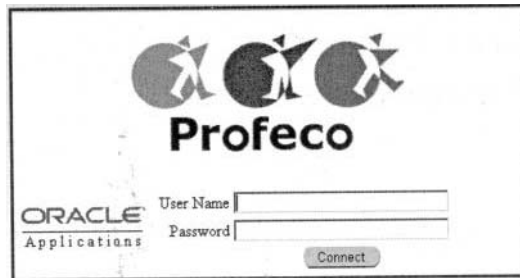 Profeco
ORACLE
Applications
User Name
Password
Connect